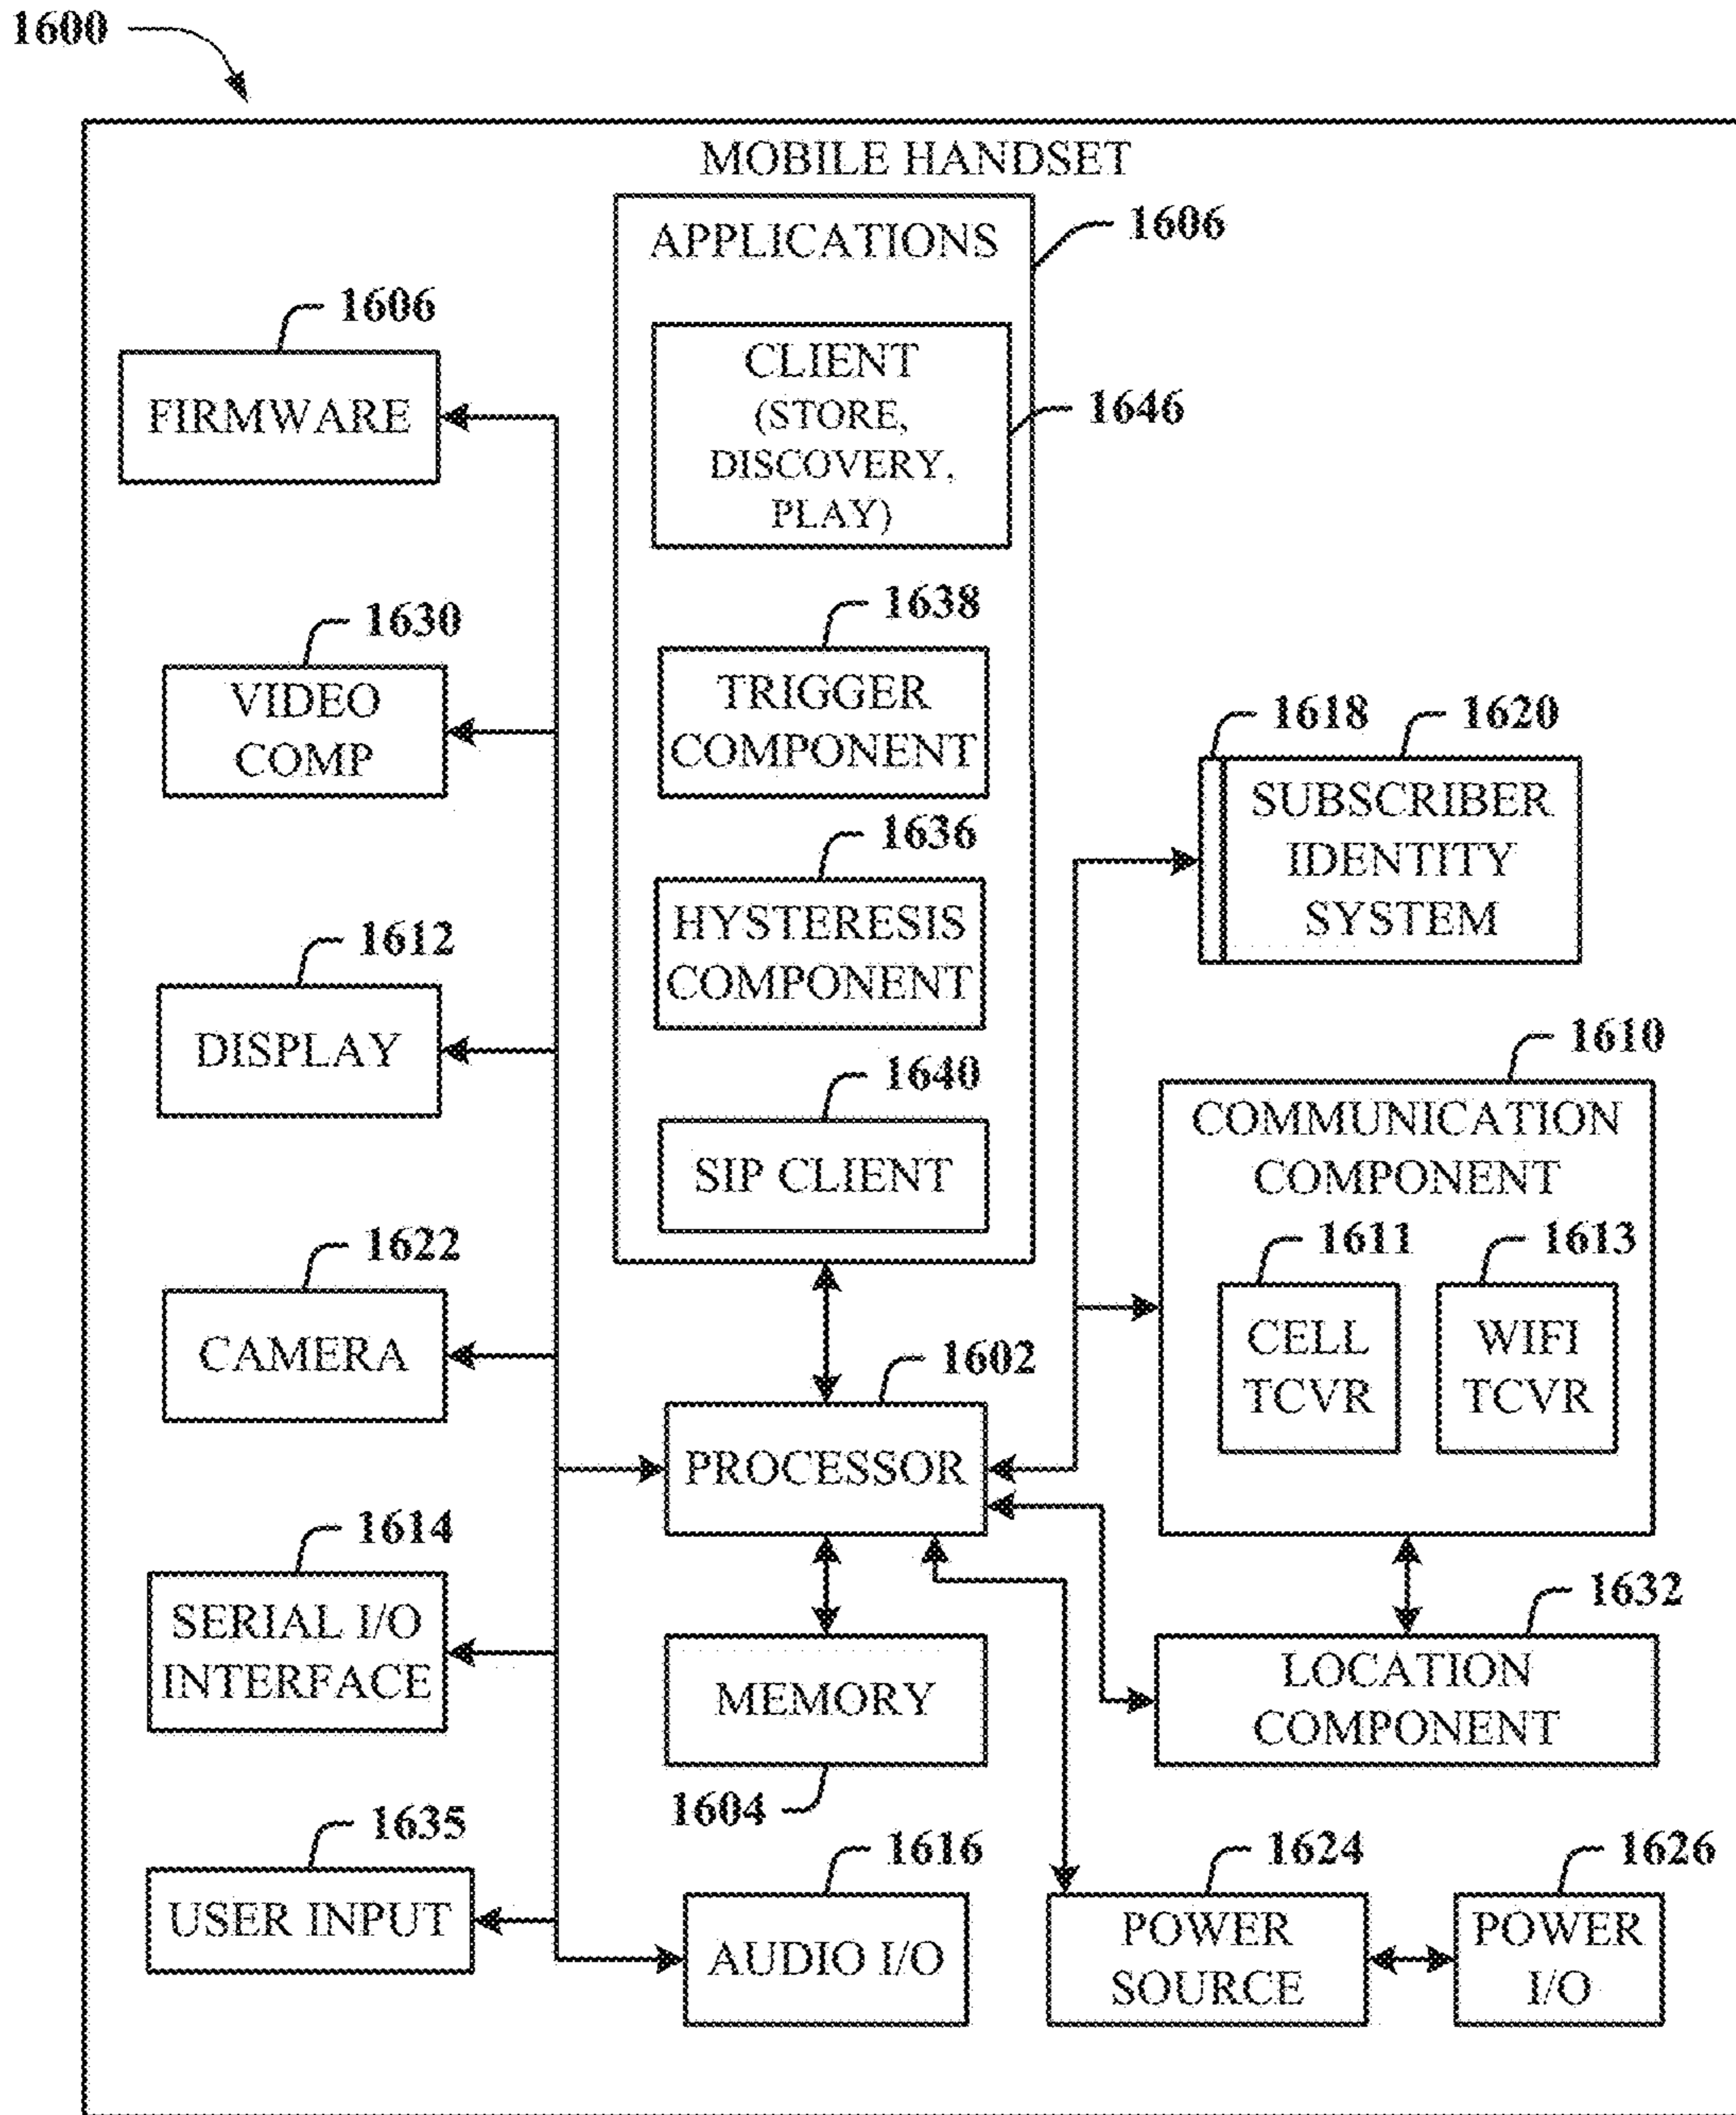 1600
MOBILE HANDSET
APPLICATIONS
1606
1606
FIRMWARE
CLIENT
(STORE,
DISCOVERY,
PLAY)
1646
1630
VIDEO
COMP
1638
TRIGGER
COMPONENT
1618
1620
SUBSCRIBER
IDENTITY
SYSTEM
1636
HYSTERESIS
COMPONENT
1612
DISPLAY
1640
SIP CLIENT
1610
COMMUNICATION
COMPONENT
1611
CELL
TCVR
1613
WIFI
TCVR
1622
CAMERA
1602
PROCESSOR
1614
SERIAL I/O
INTERFACE
MEMORY
1604
1632
LOCATION
COMPONENT
1635
USER INPUT
1616
AUDIO I/O
1624
POWER
SOURCE
1626
POWER
I/O